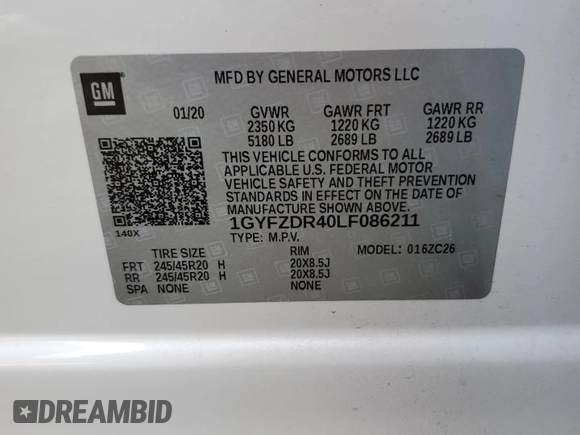 GM
MFD BY GENERAL MOTORS LLC
01/20 GVWR GAWR FRT GAWR RR
2350 KG 1220 KG 1220 KG
5180 LB 2689 LB 2689 LB
THIS VEHICLE CONFORMS TO ALL
APPLICABLE U.S. FEDERAL MOTOR
VEHICLE SAFETY AND THEFT PREVENTION
STANDARDS IN EFFECT ON THE DATE OF
MANUFACTURE SHOWN ABOVE.
140X 1GYFZDR40LF086211
TYPE: M.P.V. MODEL: 016ZC26
TIRE SIZE RIM
FRT 245/45R20 H 20X8.5J
RR 245/45R20 H 20X8.5J
SPA NONE NONE
DREAMBID